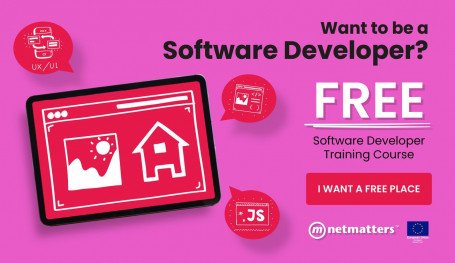 Want to be a
Software Developer?
UX/UI
FREE
</>
Software Developer
Training Course
I WANT A FREE PLACE
>_.JS
m netmatters